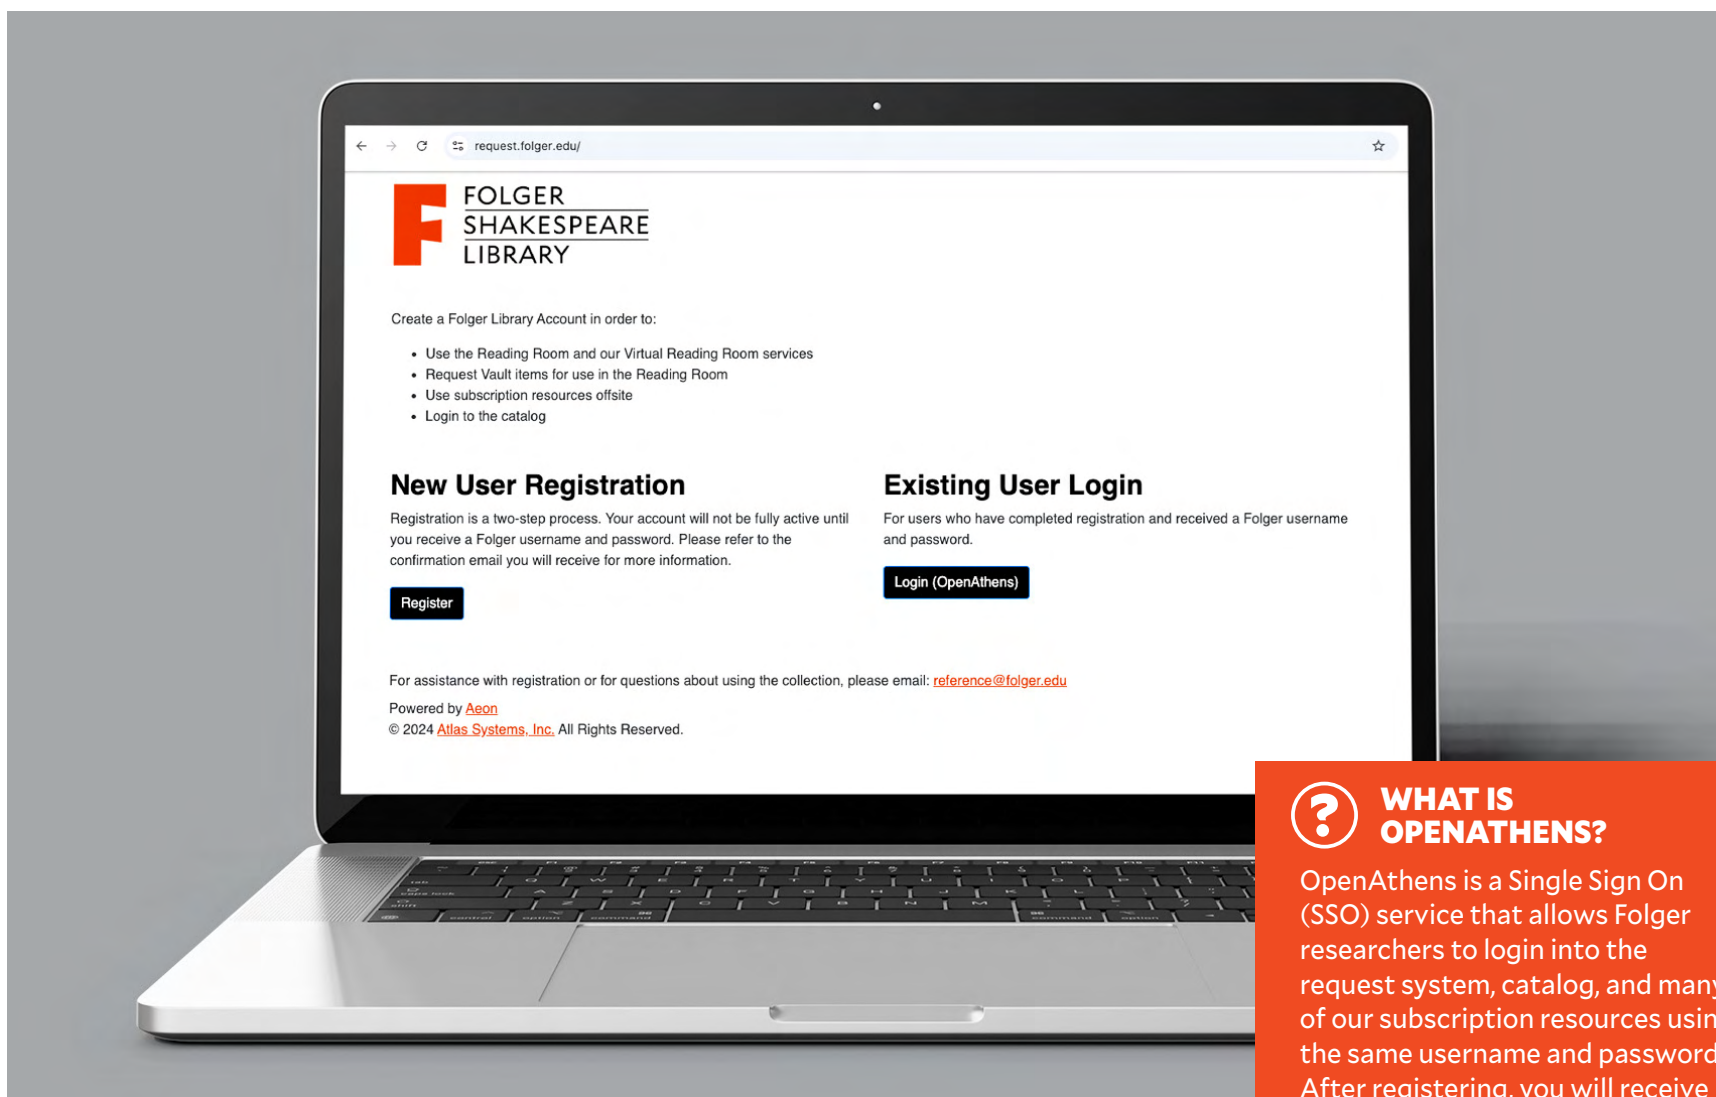 request.folger.edu/
FOLGER
SHAKESPEARE
LIBRARY
Create a Folger Library Account in order to:
• Use the Reading Room and our Virtual Reading Room services
• Request Vault items for use in the Reading Room
• Use subscription resources offsite
• Login to the catalog
New User Registration
Registration is a two-step process. Your account will not be fully active until
you receive a Folger username and password. Please refer to the
confirmation email you will receive for more information.
Register
Existing User Login
For users who have completed registration and received a Folger username
and password.
Login (OpenAthens)
For assistance with registration or for questions about using the collection, please email: reference@folger.edu
Powered by Aeon
© 2024 Atlas Systems, Inc. All Rights Reserved.
?
WHAT IS
OPENATHENS?
OpenAthens is a Single Sign On
(SSO) service that allows Folger
researchers to login into the
request system, catalog, and many
of our subscription resources usin
the same username and password
After registering, you will receive